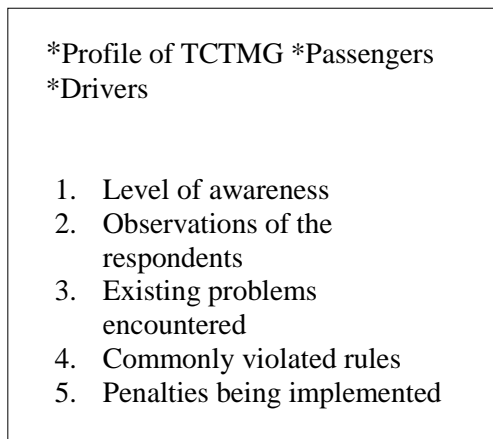 *Profile of TCTMG *Passengers
*Drivers
1. Level of awareness
2. Observations of the
respondents
3. Existing problems
encountered
4. Commonly violated rules
5. Penalties being implemented